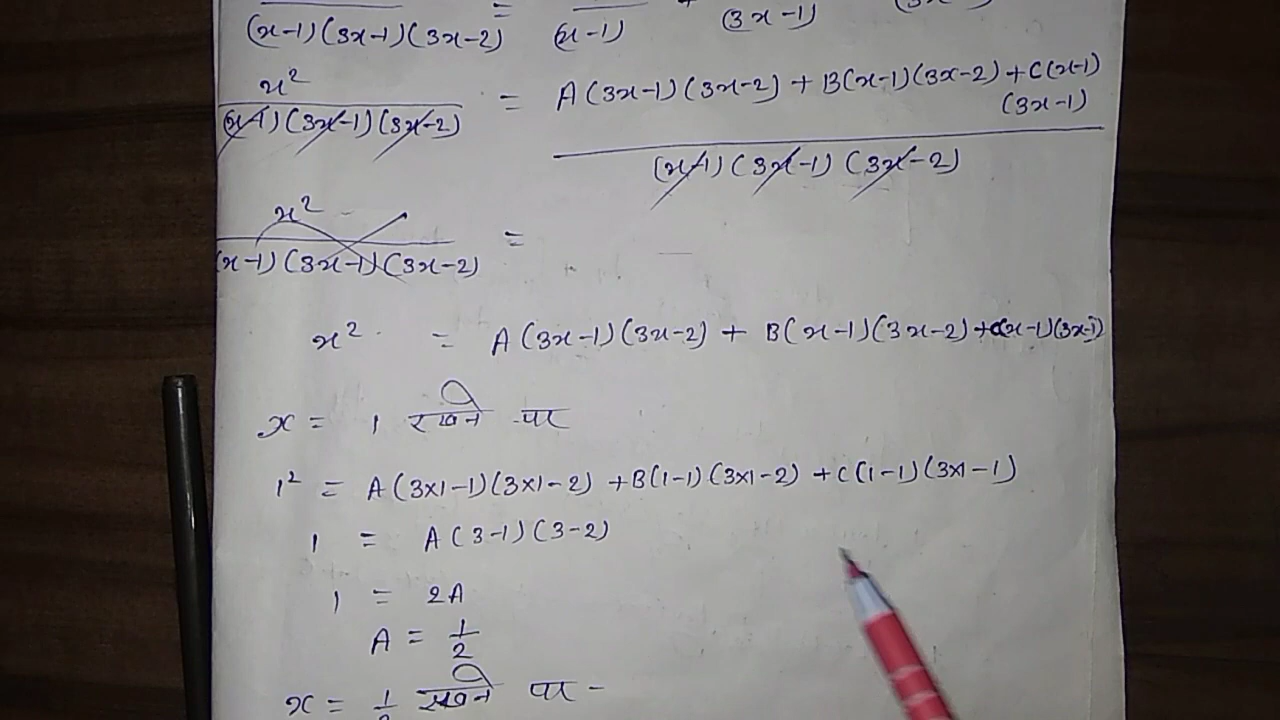 (x-1)(3x-1)(3x-2) = (x-1) + (3x-1)
x² = A(3x-1)(3x-2) + B(x-1)(3x-2) + C(x-1)
(3x-1)
(x-1)(3x-1)(3x-2) (x-1)(3x-1)(3x-2)
x² =
(x-1)(3x-1)(3x-2)
x² = A(3x-1)(3x-2) + B(x-1)(3x-2) + C(x-1)(3x-1)
x = 1 रखने पर
1² = A(3×1-1)(3×1-2) + B(1-1)(3×1-2) + C(1-1)(3×1-1)
1 = A(3-1)(3-2)
1 = 2A
A = 1/2
x = 1 रखने पर -